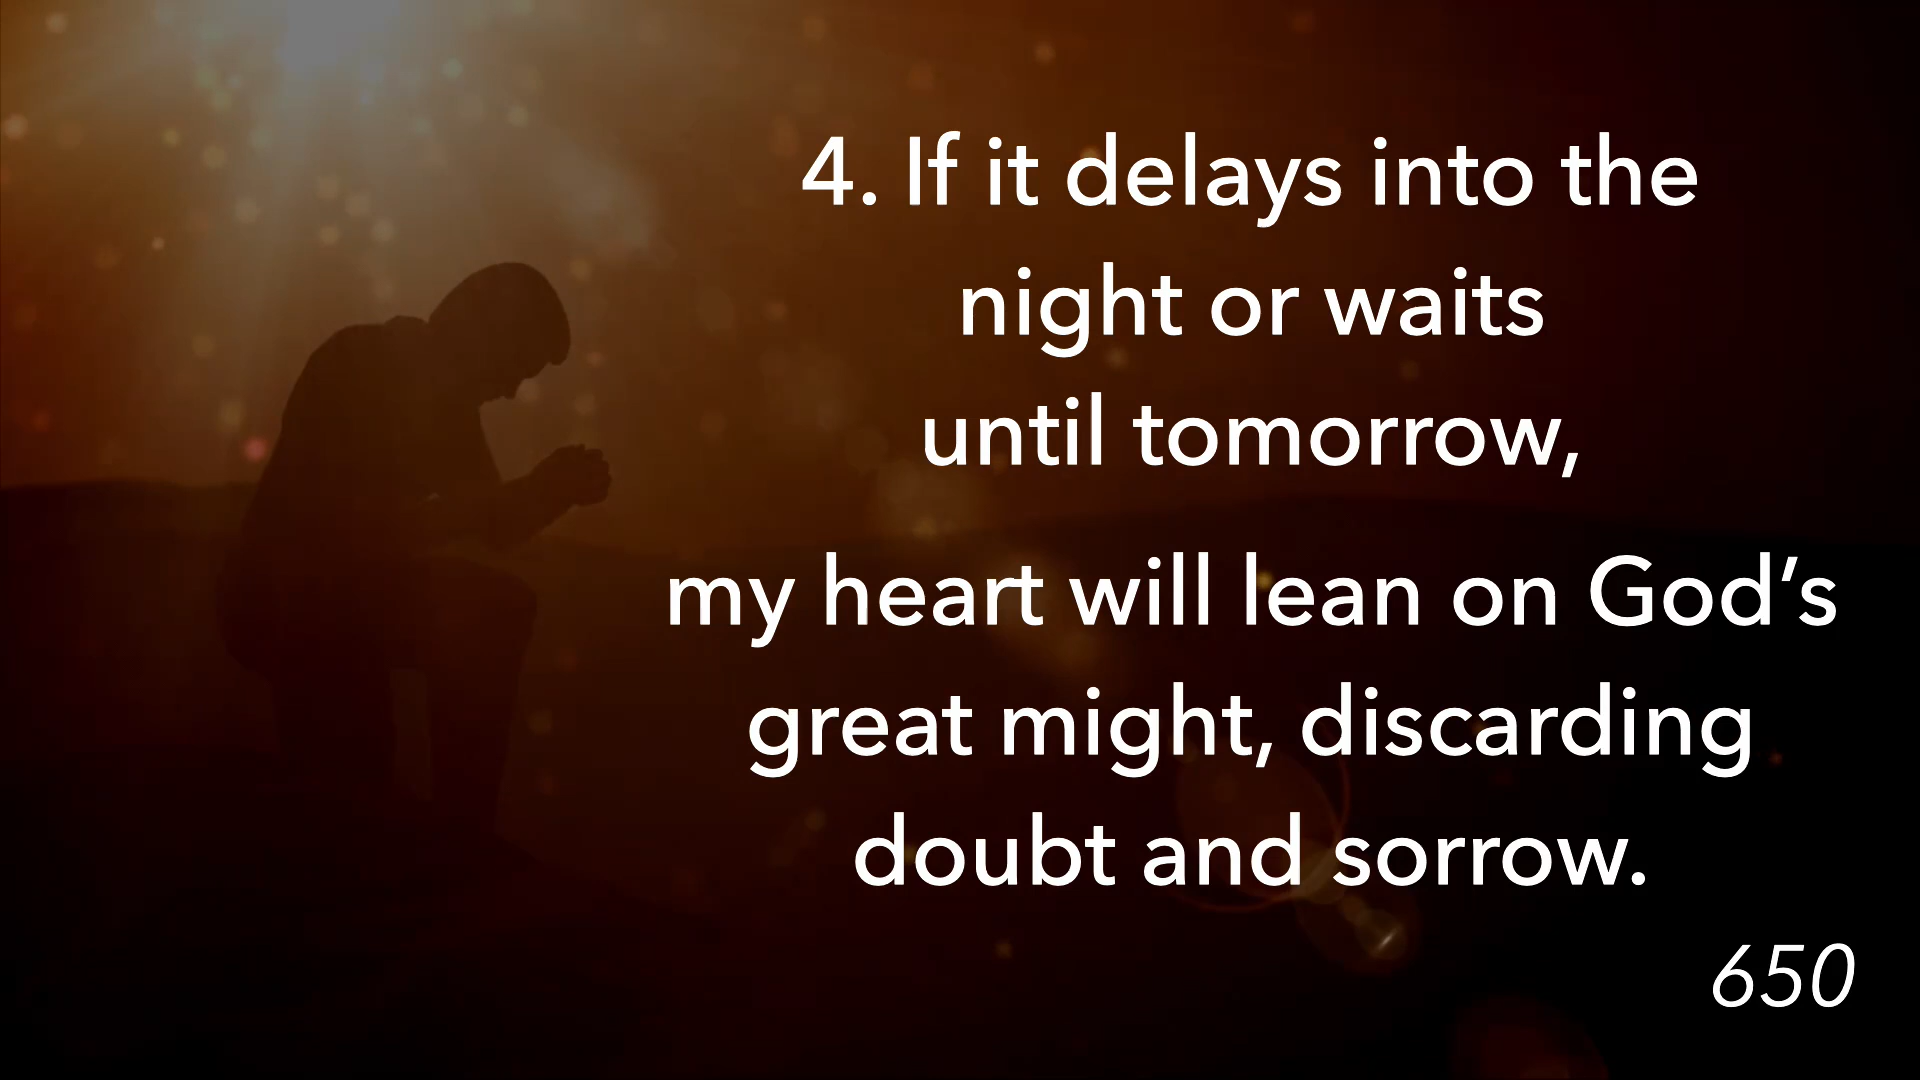 4. If it delays into the
night or waits
until tomorrow,
my heart will lean on God’s
great might, discarding
doubt and sorrow.
650